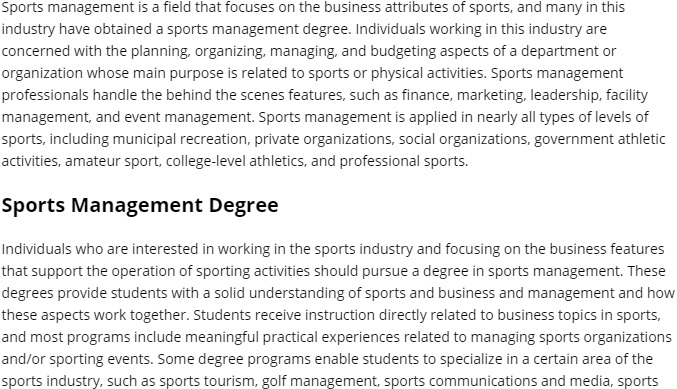 Sports management is a field that focuses on the business attributes of sports, and many in this
industry have obtained a sports management degree. Individuals working in this industry are
concerned with the planning, organizing, managing, and budgeting aspects of a department or
organization whose main purpose is related to sports or physical activities. Sports management
professionals handle the behind the scenes features, such as finance, marketing, leadership, facility
management, and event management. Sports management is applied in nearly all types of levels of
sports, including municipal recreation, private organizations, social organizations, government athletic
activities, amateur sport, college-level athletics, and professional sports.
Sports Management Degree
Individuals who are interested in working in the sports industry and focusing on the business features
that support the operation of sporting activities should pursue a degree in sports management. These
degrees provide students with a solid understanding of sports and business and management and how
these aspects work together. Students receive instruction directly related to business topics in sports,
and most programs include meaningful practical experiences related to managing sports organizations
and/or sporting events. Some degree programs enable students to specialize in a certain area of the
sports industry, such as sports tourism, golf management, sports communications and media, sports